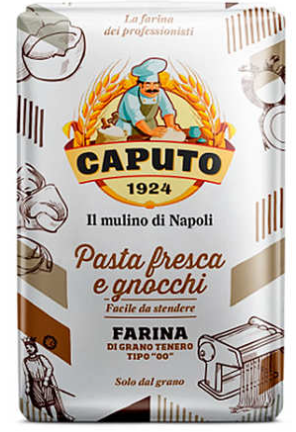 La farina
dei professionisti
CAPUTO
1924
Il mulino di Napoli
Pasta fresca
e gnocchi
Facile da stendere
FARINA
DI GRANO TENERO
TIPO "00"
Solo dal grano